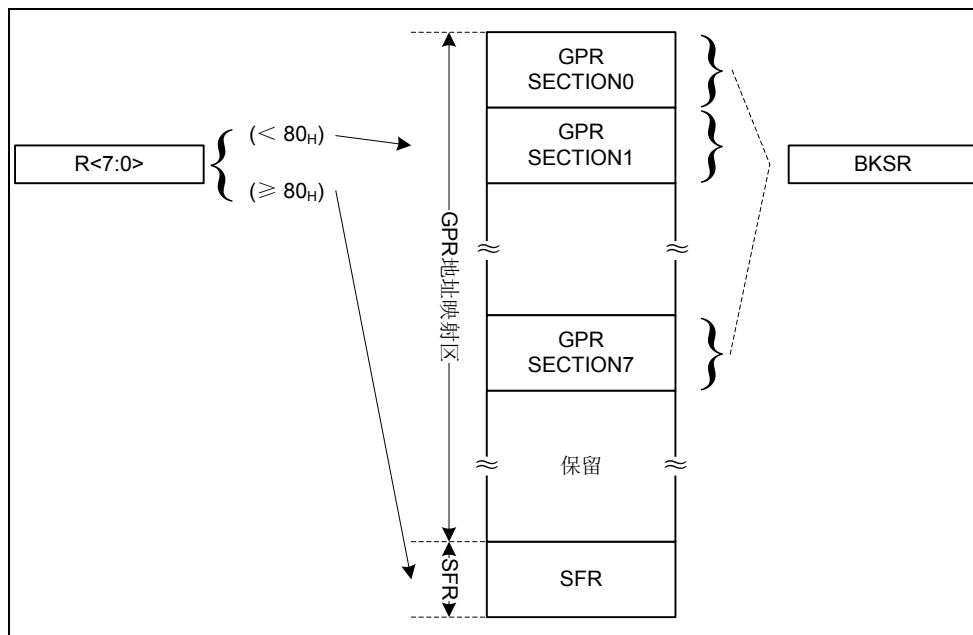 GPR
SECTION0
(< 80H)
R<7:0>
GPR
SECTION1
BKSR
(≥ 80H)
GPR地址映射区
GPR
SECTION7
保留
SFR
SFR